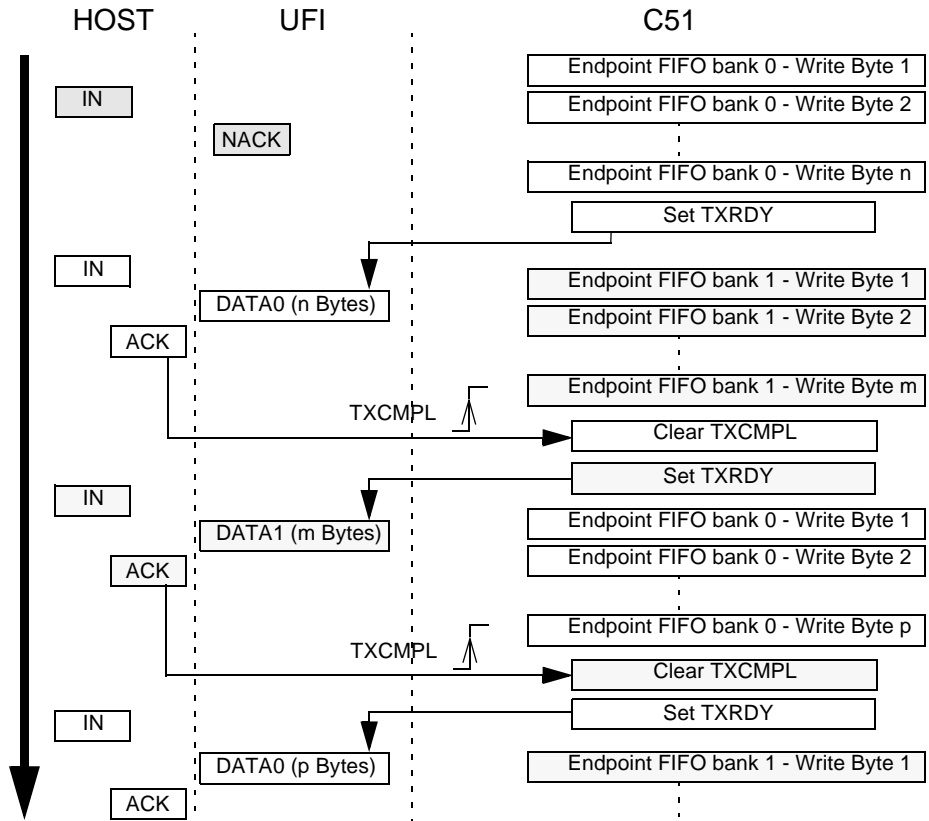 HOST UFI C51
Endpoint FIFO bank 0 - Write Byte 1
IN
Endpoint FIFO bank 0 - Write Byte 2
NACK
Endpoint FIFO bank 0 - Write Byte n
Set TXRDY
IN
Endpoint FIFO bank 1 - Write Byte 1
DATA0 (n Bytes)
Endpoint FIFO bank 1 - Write Byte 2
ACK
Endpoint FIFO bank 1 - Write Byte m
TXCMPL
Clear TXCMPL
Set TXRDY
IN
Endpoint FIFO bank 0 - Write Byte 1
DATA1 (m Bytes)
Endpoint FIFO bank 0 - Write Byte 2
ACK
Endpoint FIFO bank 0 - Write Byte p
TXCMPL
Clear TXCMPL
Set TXRDY
IN
DATA0 (p Bytes)
Endpoint FIFO bank 1 - Write Byte 1
ACK